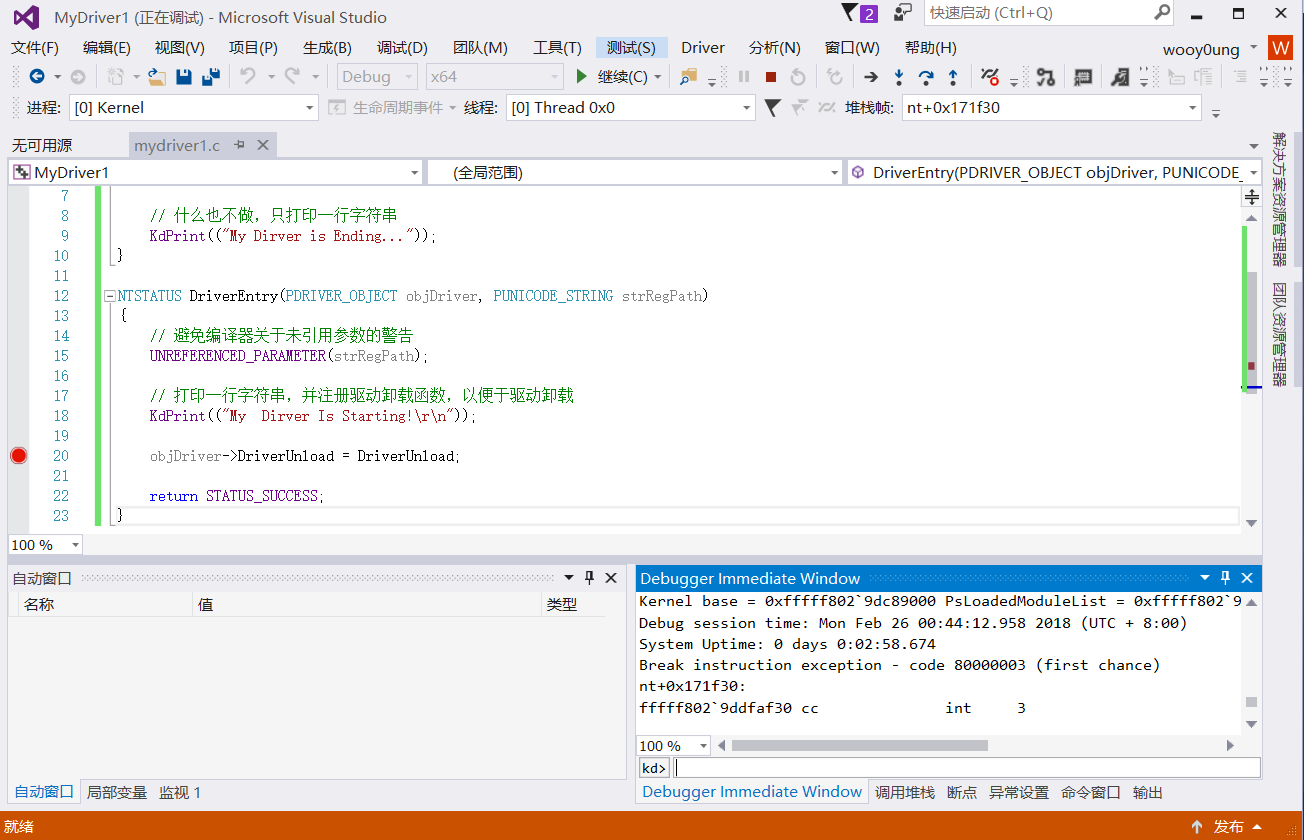 MyDriver1 (正在调试) - Microsoft Visual Studio
2
快速启动 (Ctrl+Q)
文件(F) 编辑(E) 视图(V) 项目(P) 生成(B) 调试(D) 团队(M) 工具(T) 测试(S) Driver 分析(N) 窗口(W) 帮助(H)
wooy0ung W
Debug x64 继续(C)
进程: [0] Kernel 生命周期事件 线程: [0] Thread 0x0 堆栈帧: nt+0x171f30
无可用源 mydriver1.c
MyDriver1 (全局范围) DriverEntry(PDRIVER_OBJECT objDriver, PUNICODE_
7
8 // 什么也不做，只打印一行字符串
9 KdPrint(("My Dirver is Ending..."));
10 }
11
12 NTSTATUS DriverEntry(PDRIVER_OBJECT objDriver, PUNICODE_STRING strRegPath)
13 {
14 // 避免编译器关于未引用参数的警告
15 UNREFERENCED_PARAMETER(strRegPath);
16
17 // 打印一行字符串，并注册驱动卸载函数，以便于驱动卸载
18 KdPrint(("My  Dirver Is Starting!\r\n"));
19
20 objDriver->DriverUnload = DriverUnload;
21
22 return STATUS_SUCCESS;
23 }
100 %
解决方案资源管理器
团队资源管理器
自动窗口
名称 值 类型
自动窗口 局部变量 监视 1
Debugger Immediate Window
Kernel base = 0xfffff802`9dc89000 PsLoadedModuleList = 0xfffff802`9
Debug session time: Mon Feb 26 00:44:12.958 2018 (UTC + 8:00)
System Uptime: 0 days 0:02:58.674
Break instruction exception - code 80000003 (first chance)
nt+0x171f30:
fffff802`9ddfaf30 cc int 3
100 %
kd>
Debugger Immediate Window 调用堆栈 断点 异常设置 命令窗口 输出
就绪
发布